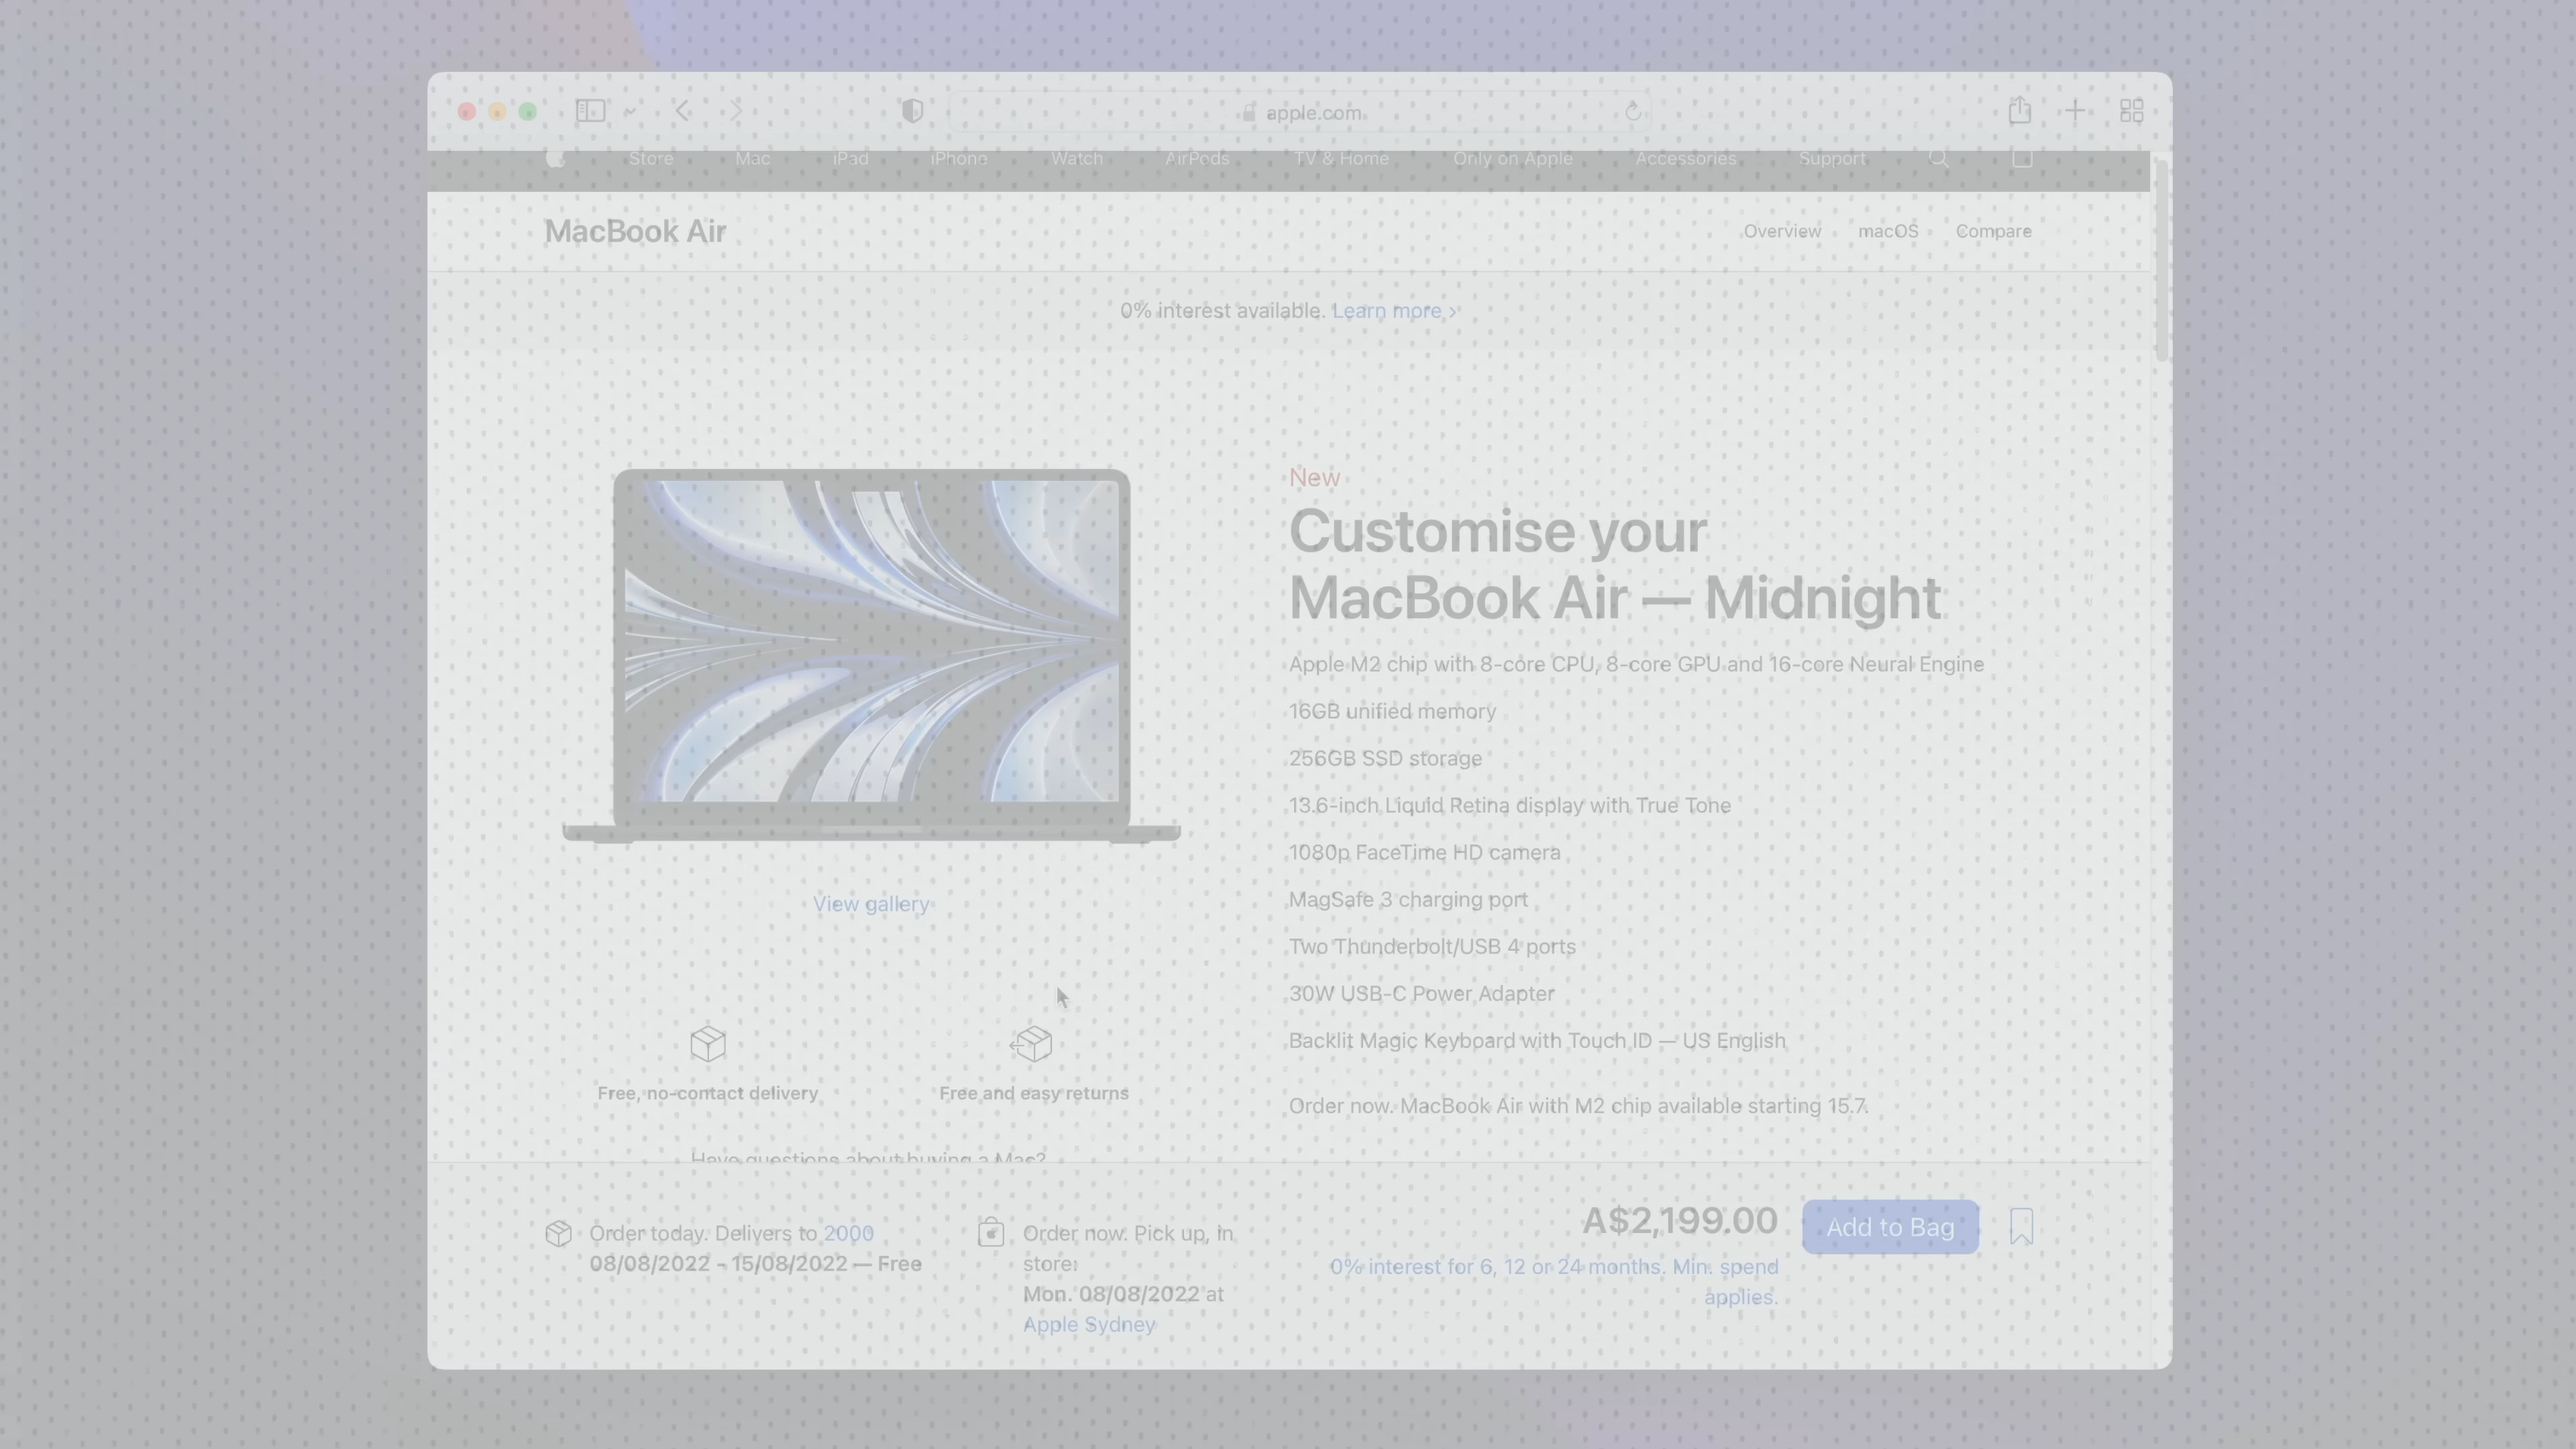 apple.com
Store Mac iPad iPhone Watch AirPods TV & Home Only on Apple Accessories Support
MacBook Air
Overview macOS Compare
0% interest available. Learn more >
New
Customise your
MacBook Air — Midnight
Apple M2 chip with 8-core CPU, 8-core GPU and 16-core Neural Engine
16GB unified memory
256GB SSD storage
13.6-inch Liquid Retina display with True Tone
1080p FaceTime HD camera
MagSafe 3 charging port
Two Thunderbolt/USB 4 ports
30W USB-C Power Adapter
Backlit Magic Keyboard with Touch ID — US English
Order now. MacBook Air with M2 chip available starting 15.7.
View gallery
Free, no-contact delivery
Free and easy returns
Have questions about buying a Mac?
Order today. Delivers to 2000
08/08/2022 - 15/08/2022 — Free
Order now. Pick up, in
store:
Mon. 08/08/2022 at
Apple Sydney
A$2,199.00
0% interest for 6, 12 or 24 months. Min. spend
applies.
Add to Bag